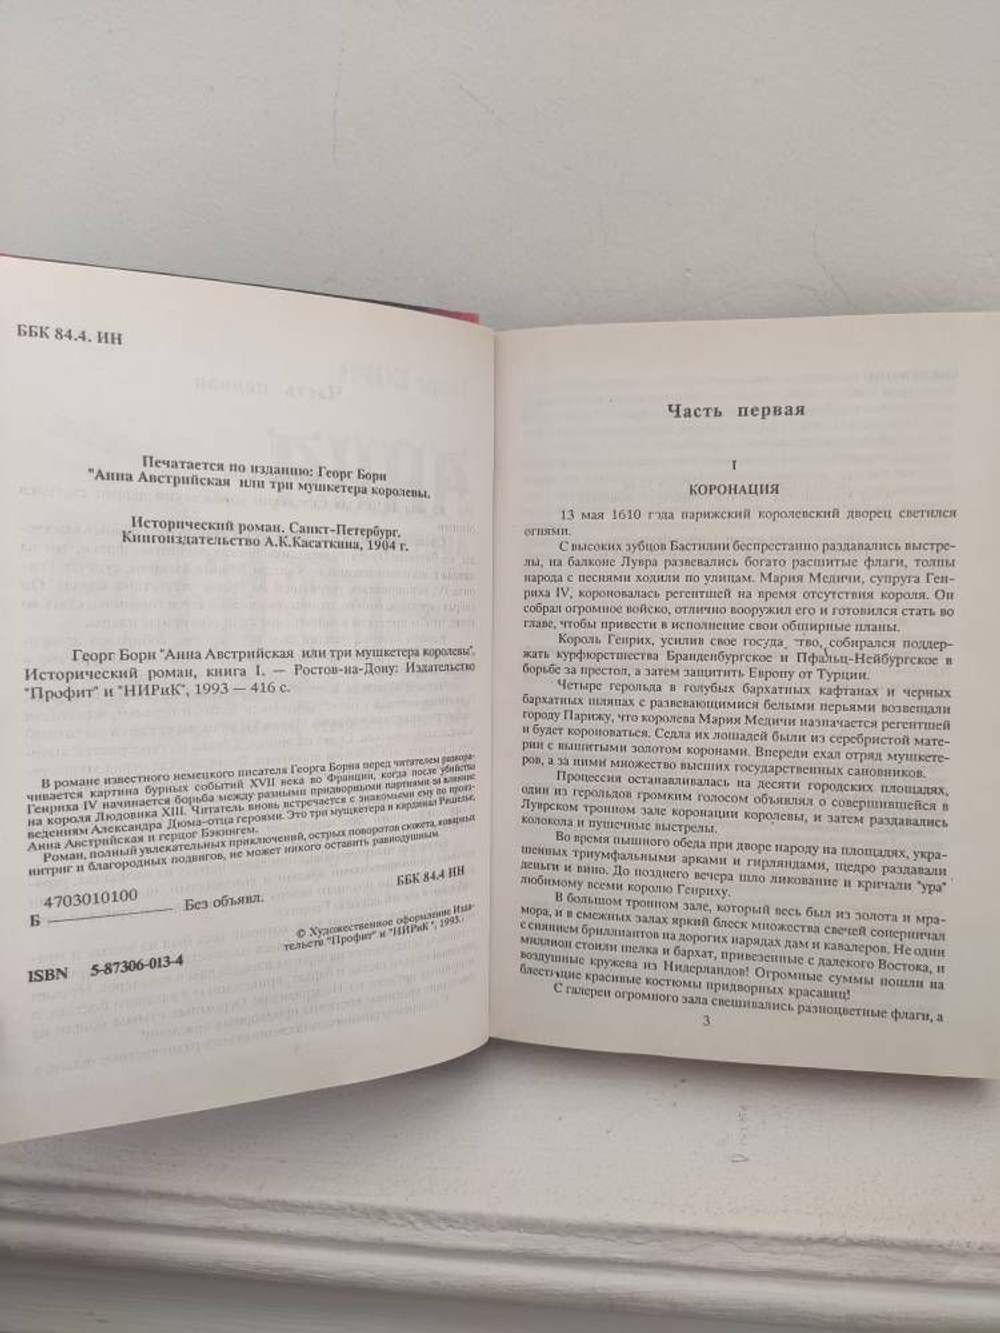 ББК 84.4. ИН
Печатается по изданию: Георг Борн
"Анна Австрийская или три мушкетера королевы.
Исторический роман. Санкт-Петербург.
Книгоиздательство А.К.Касаткина, 1904 г.
Георг Борн "Анна Австрийская или три мушкетера королевы".
Исторический роман, книга I. — Ростов-на-Дону: Издательство
"Профит" и "НИРиК", 1993 — 416 с.
В романе известного немецкого писателя Георга Борна перед читателем развора-
чивается картина бурных событий XVII века во Франции, когда после убийства
Генриха IV начинается борьба между разными придворными партиями за влияние
на короля Людовика XIII. Читатель вновь встречается с знакомыми ему по произ-
ведениям Александра Дюма-отца героями. Это три мушкетера и кардинал Ришелье,
Анна Австрийская и герцог Бэкингем.
Роман, полный увлекательных приключений, острых поворотов сюжета, коварных
интриг и благородных подвигов, не может никого оставить равнодушным.
Б 4703010100 Без объявл.
ББК 84.4 ИН
© Художественное оформление Изда-
тельств "Профит" и "НИРиК", 1993.
ISBN 5-87306-013-4
Часть первая
I
КОРОНАЦИЯ
13 мая 1610 года парижский королевский дворец светился
огнями.
С высоких зубцов Бастилии беспрестанно раздавались выстре-
лы, на балконе Лувра развевались богато расшитые флаги, толпы
народа с песнями ходили по улицам. Мария Медичи, супруга Ген-
риха IV, короновалась регентшей на время отсутствия короля. Он
собрал огромное войско, отлично вооружил его и готовился стать во
главе, чтобы привести в исполнение свои обширные планы.
Король Генрих, усилив свое госуда тво, собирался поддер-
жать курфюрстшества Бранденбургское и Пфальц-Нейбургское в
борьбе за престол, а затем защитить Европу от Турции.
Четыре герольда в голубых бархатных кафтанах и черных
бархатных шляпах с развевающимися белыми перьями возвещали
городу Парижу, что королева Мария Медичи назначается регентшей
и будет короноваться. Седла их лошадей были из серебристой мате-
рии с вышитыми золотом коронами. Впереди ехал отряд мушкете-
ров, а за ними множество высших государственных сановников.
Процессия останавливалась на десяти городских площадях,
один из герольдов громким голосом объявлял о совершившейся в
Луврском тронном зале коронации королевы, и затем раздавались
колокола и пушечные выстрелы.
Во время пышного обеда при дворе народу на площадях, укра-
шенных триумфальными арками и гирляндами, щедро раздавали
деньги и вино. До позднего вечера шло ликование и кричали "ура"
любимому всеми королю Генриху.
В большом тронном зале, который весь был из золота и мра-
мора, и в смежных залах яркий блеск множества свечей соперничал
с сиянием бриллиантов на дорогих нарядах дам и кавалеров. Не один
миллион стоили шелка и бархат, привезенные с далекого Востока, и
воздушные кружева из Нидерландов! Огромные суммы пошли на
блестящие красивые костюмы придворных красавиц!
С галереи огромного зала свешивались разноцветные флаги, а
3